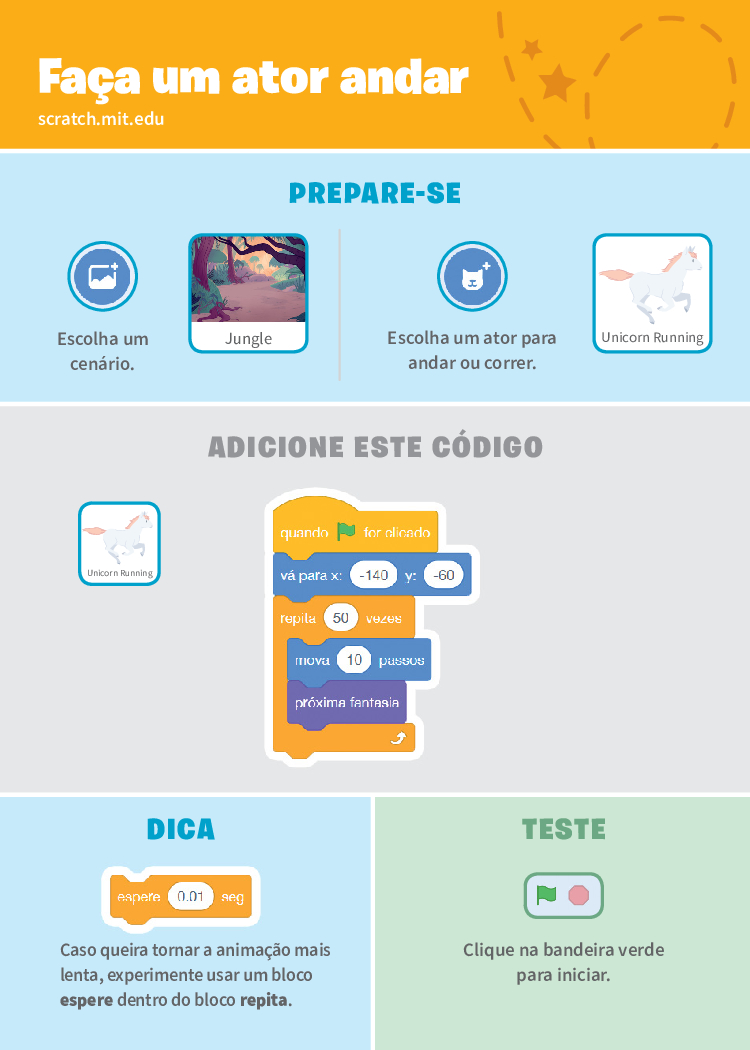 Faça um ator andar
scratch.mit.edu
PREPARE-SE
Escolha um
cenário.
Jungle
Escolha um ator para
andar ou correr.
Unicorn Running
ADICIONE ESTE CÓDIGO
Unicorn Running
quando for clicado
vá para x: -140 y: -60
repita 50 vezes
mova 10 passos
próxima fantasia
DICA
espere 0.01 seg
Caso queira tornar a animação mais
lenta, experimente usar um bloco
espere dentro do bloco repita.
TESTE
Clique na bandeira verde
para iniciar.